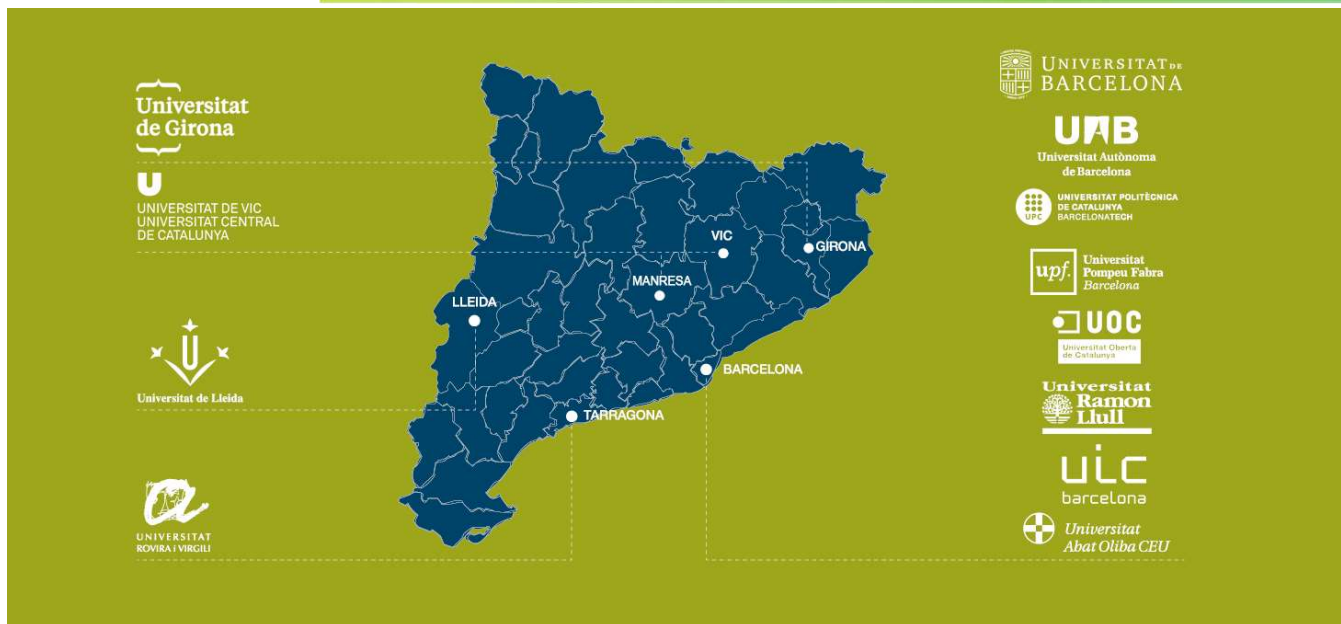 Universitat
de Girona
U
UNIVERSITAT DE VIC
UNIVERSITAT CENTRAL
DE CATALUNYA
Universitat de Lleida
UNIVERSITAT
ROVIRA i VIRGILI
VIC
GIRONA
MANRESA
LLEIDA
BARCELONA
TARRAGONA
UNIVERSITAT DE
BARCELONA
UAB
Universitat Autònoma
de Barcelona
UPC
UNIVERSITAT POLITÈCNICA
DE CATALUNYA
BARCELONATECH
upf.
Universitat
Pompeu Fabra
Barcelona
UOC
Universitat Oberta
de Catalunya
Universitat
Ramon
Llull
uic
barcelona
Universitat
Abat Oliba CEU